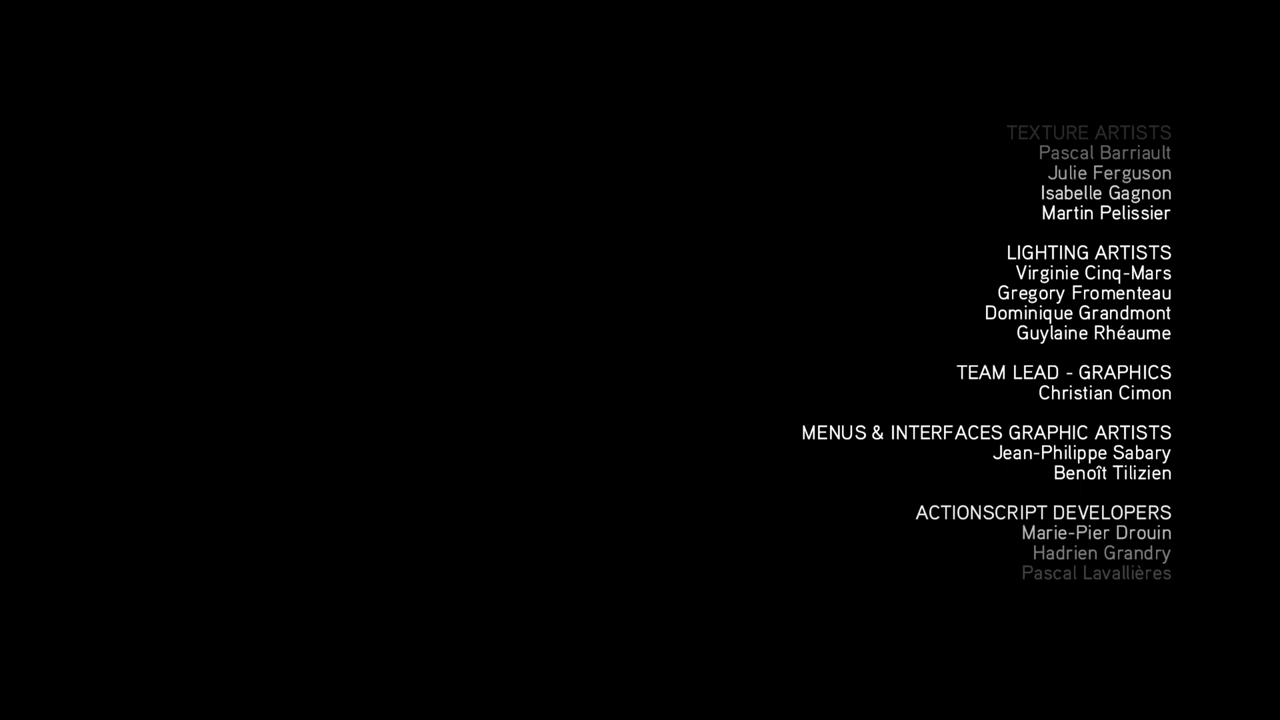 TEXTURE ARTISTS
Pascal Barriault
Julie Ferguson
Isabelle Gagnon
Martin Pelissier
LIGHTING ARTISTS
Virginie Cinq-Mars
Gregory Fromenteau
Dominique Grandmont
Guylaine Rhéaume
TEAM LEAD - GRAPHICS
Christian Cimon
MENUS & INTERFACES GRAPHIC ARTISTS
Jean-Philippe Sabary
Benoît Tilizien
ACTIONSCRIPT DEVELOPERS
Marie-Pier Drouin
Hadrien Grandry
Pascal Lavallières